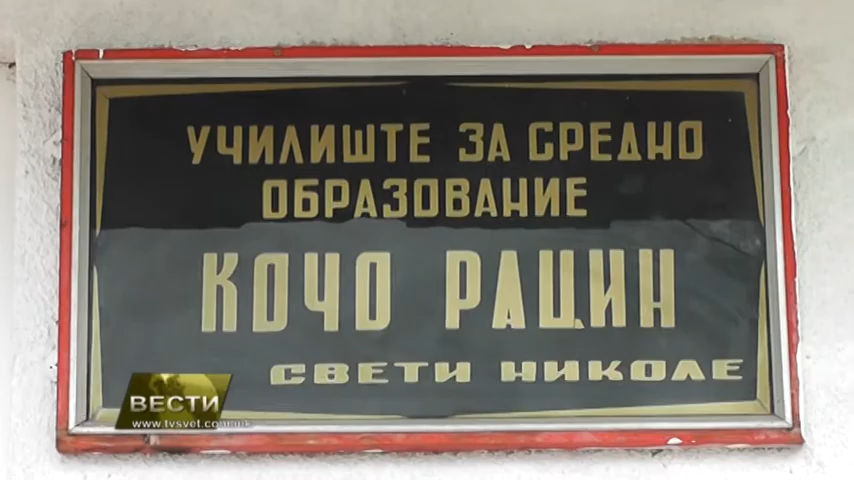 УЧИЛИШТЕ ЗА СРЕДНО
ОБРАЗОВАНИЕ
КОЧО РАЦИН
СВЕТИ НИКОЛЕ
ВЕСТИ
www.tvsvet.com.mk